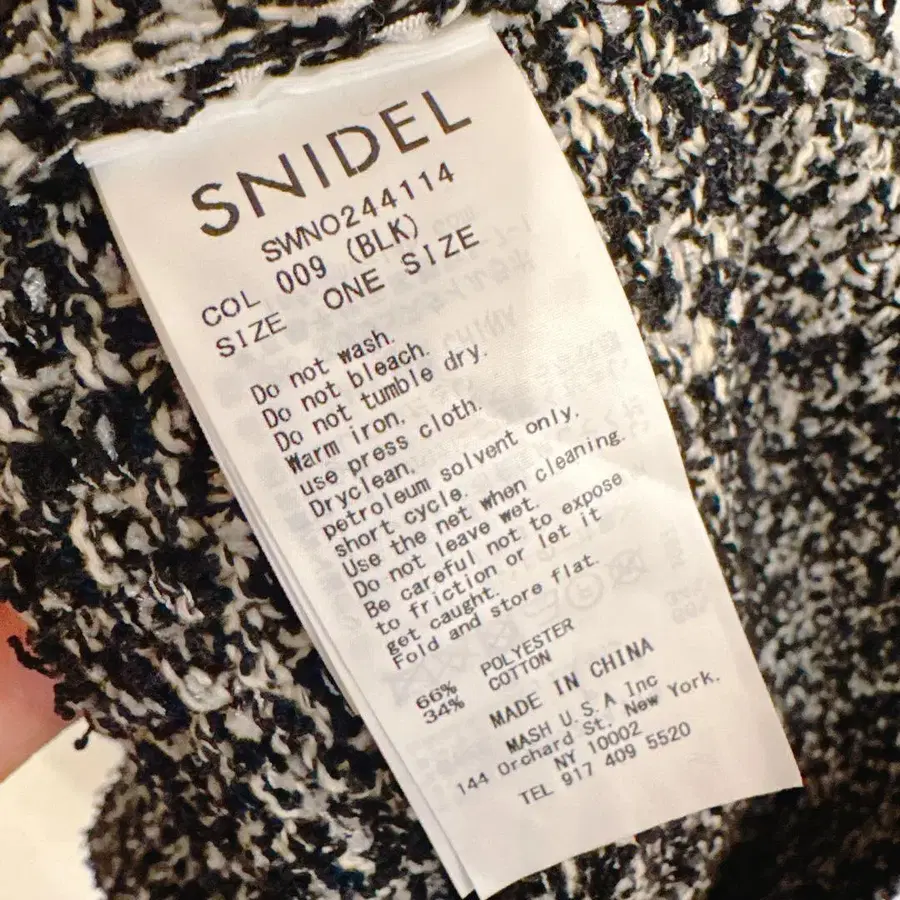 SNIDEL
SWNO244114
COL 009 (BLK)
SIZE ONE SIZE
Do not wash.
Do not bleach.
Do not tumble dry.
Warm iron.
use press cloth.
Dryclean.
petroleum solvent only.
short cycle.
Use the net when cleaning.
Do not leave wet.
Be careful not to expose
to friction or let it
get caught.
Fold and store flat.
66% POLYESTER
34% COTTON
MADE IN CHINA
MASH U.S.A Inc
144 Orchard St. New York.
NY 10002
TEL 917 409 5520